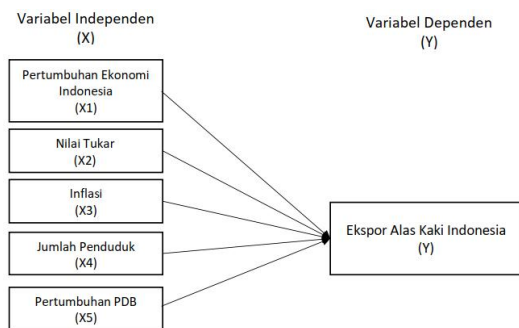 Variabel Independen
(X)
Variabel Dependen
(Y)
Pertumbuhan Ekonomi
Indonesia
(X1)
Nilai Tukar
(X2)
Inflasi
(X3)
Jumlah Penduduk
(X4)
Pertumbuhan PDB
(X5)
Ekspor Alas Kaki Indonesia
(Y)